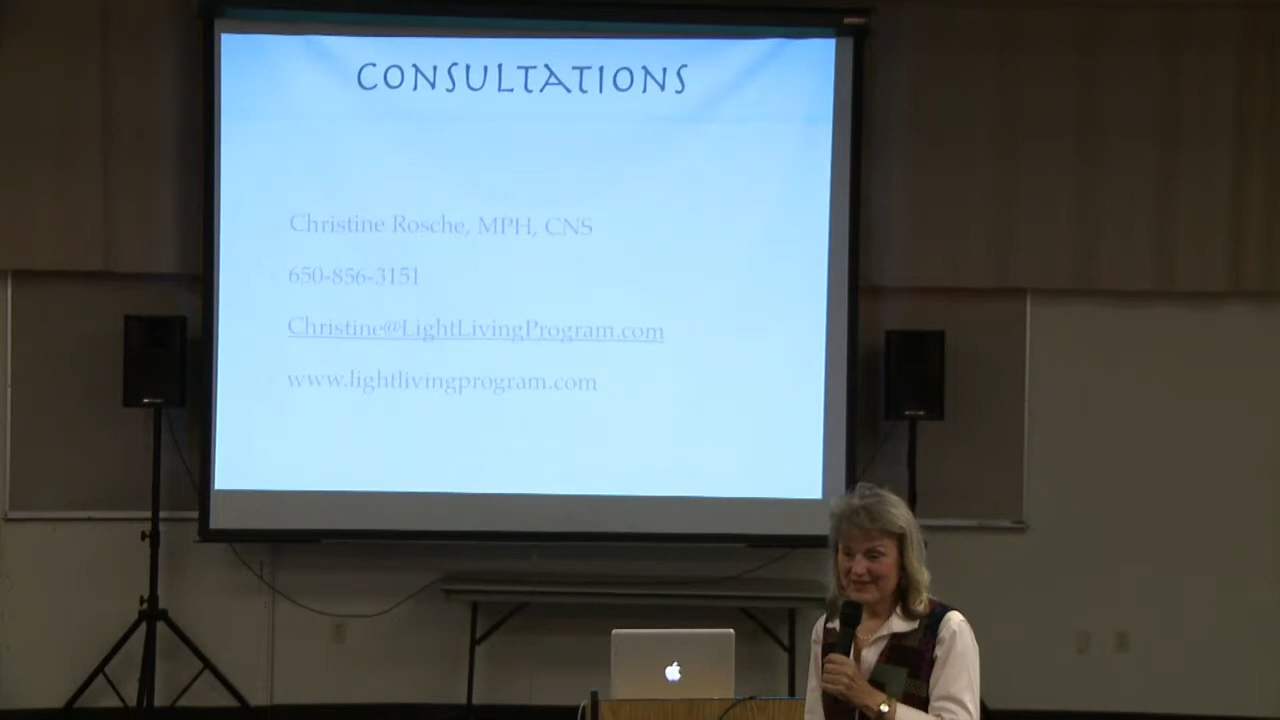 CONSULTATIONS
Christine Rosche, MPH, CNS
650-856-3151
Christine@LightLivingProgram.com
www.lightlivingprogram.com